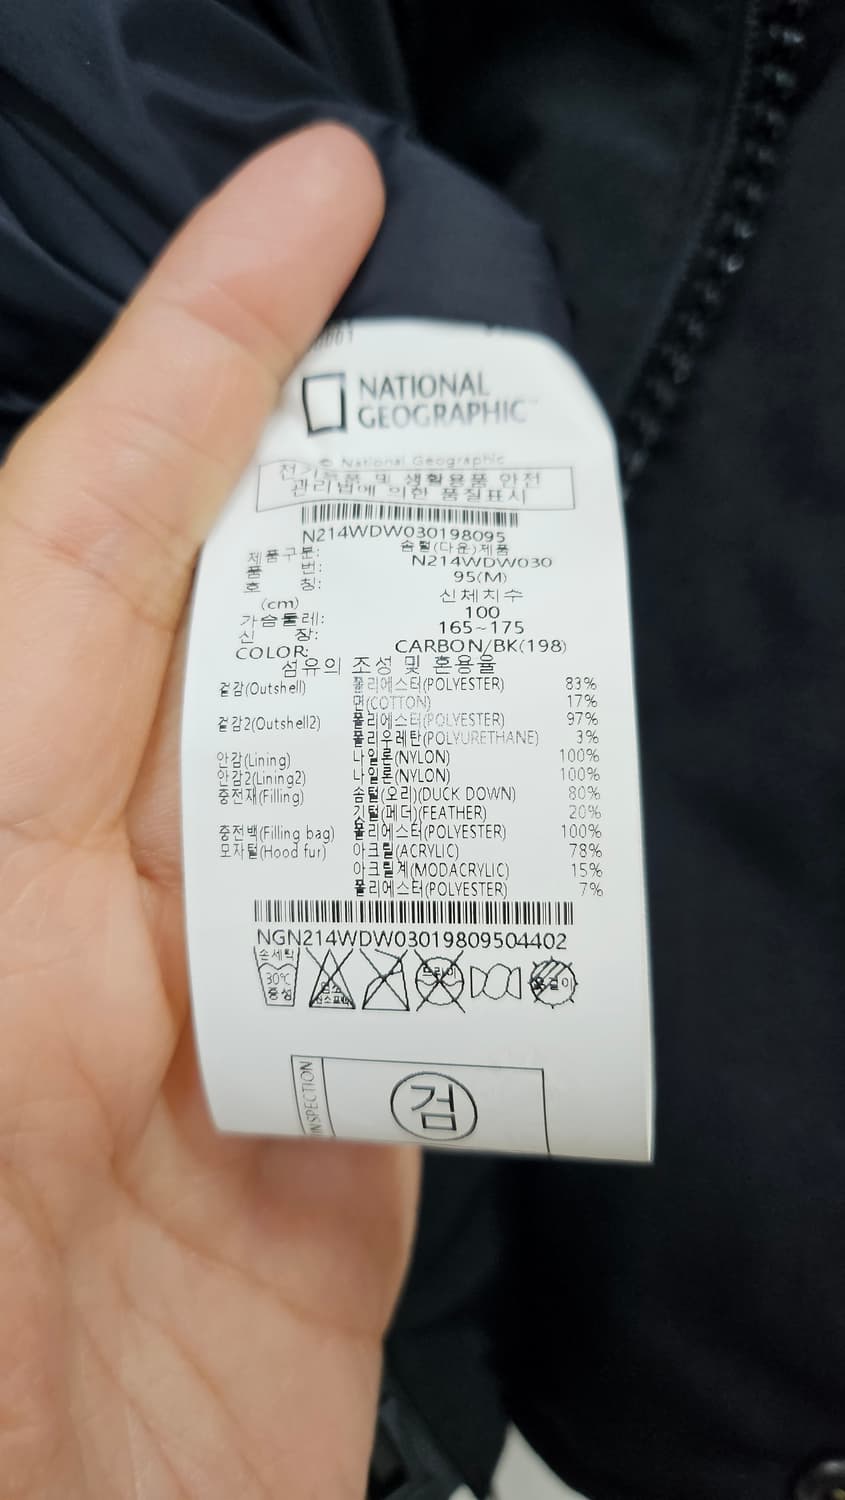 NATIONAL
GEOGRAPHIC™
© National Geographic
전기용품 및 생활용품 안전
관리법에 의한 품질표시
N214WDW030198095
제품구분: 솜털(다운)제품
품 번: N214WDW030
호 칭: 95(M)
(cm) 신체치수
가슴둘레: 100
신 장: 165~175
COLOR: CARBON/BK(198)
섬유의 조성 및 혼용율
겉감(Outshell) 폴리에스터(POLYESTER) 83%
면(COTTON) 17%
겉감2(Outshell2) 폴리에스터(POLYESTER) 97%
폴리우레탄(POLYURETHANE) 3%
안감(Lining) 나일론(NYLON) 100%
안감2(Lining2) 나일론(NYLON) 100%
충전재(Filling) 솜털(오리)(DUCK DOWN) 80%
깃털(페더)(FEATHER) 20%
충전백(Filling bag) 폴리에스터(POLYESTER) 100%
모자털(Hood fur) 아크릴(ACRYLIC) 78%
아크릴계(MODACRYLIC) 15%
폴리에스터(POLYESTER) 7%
NGN214WDW03019809504402
손세탁
30℃
중성
드라이
옷걸이
INSPECTION
검